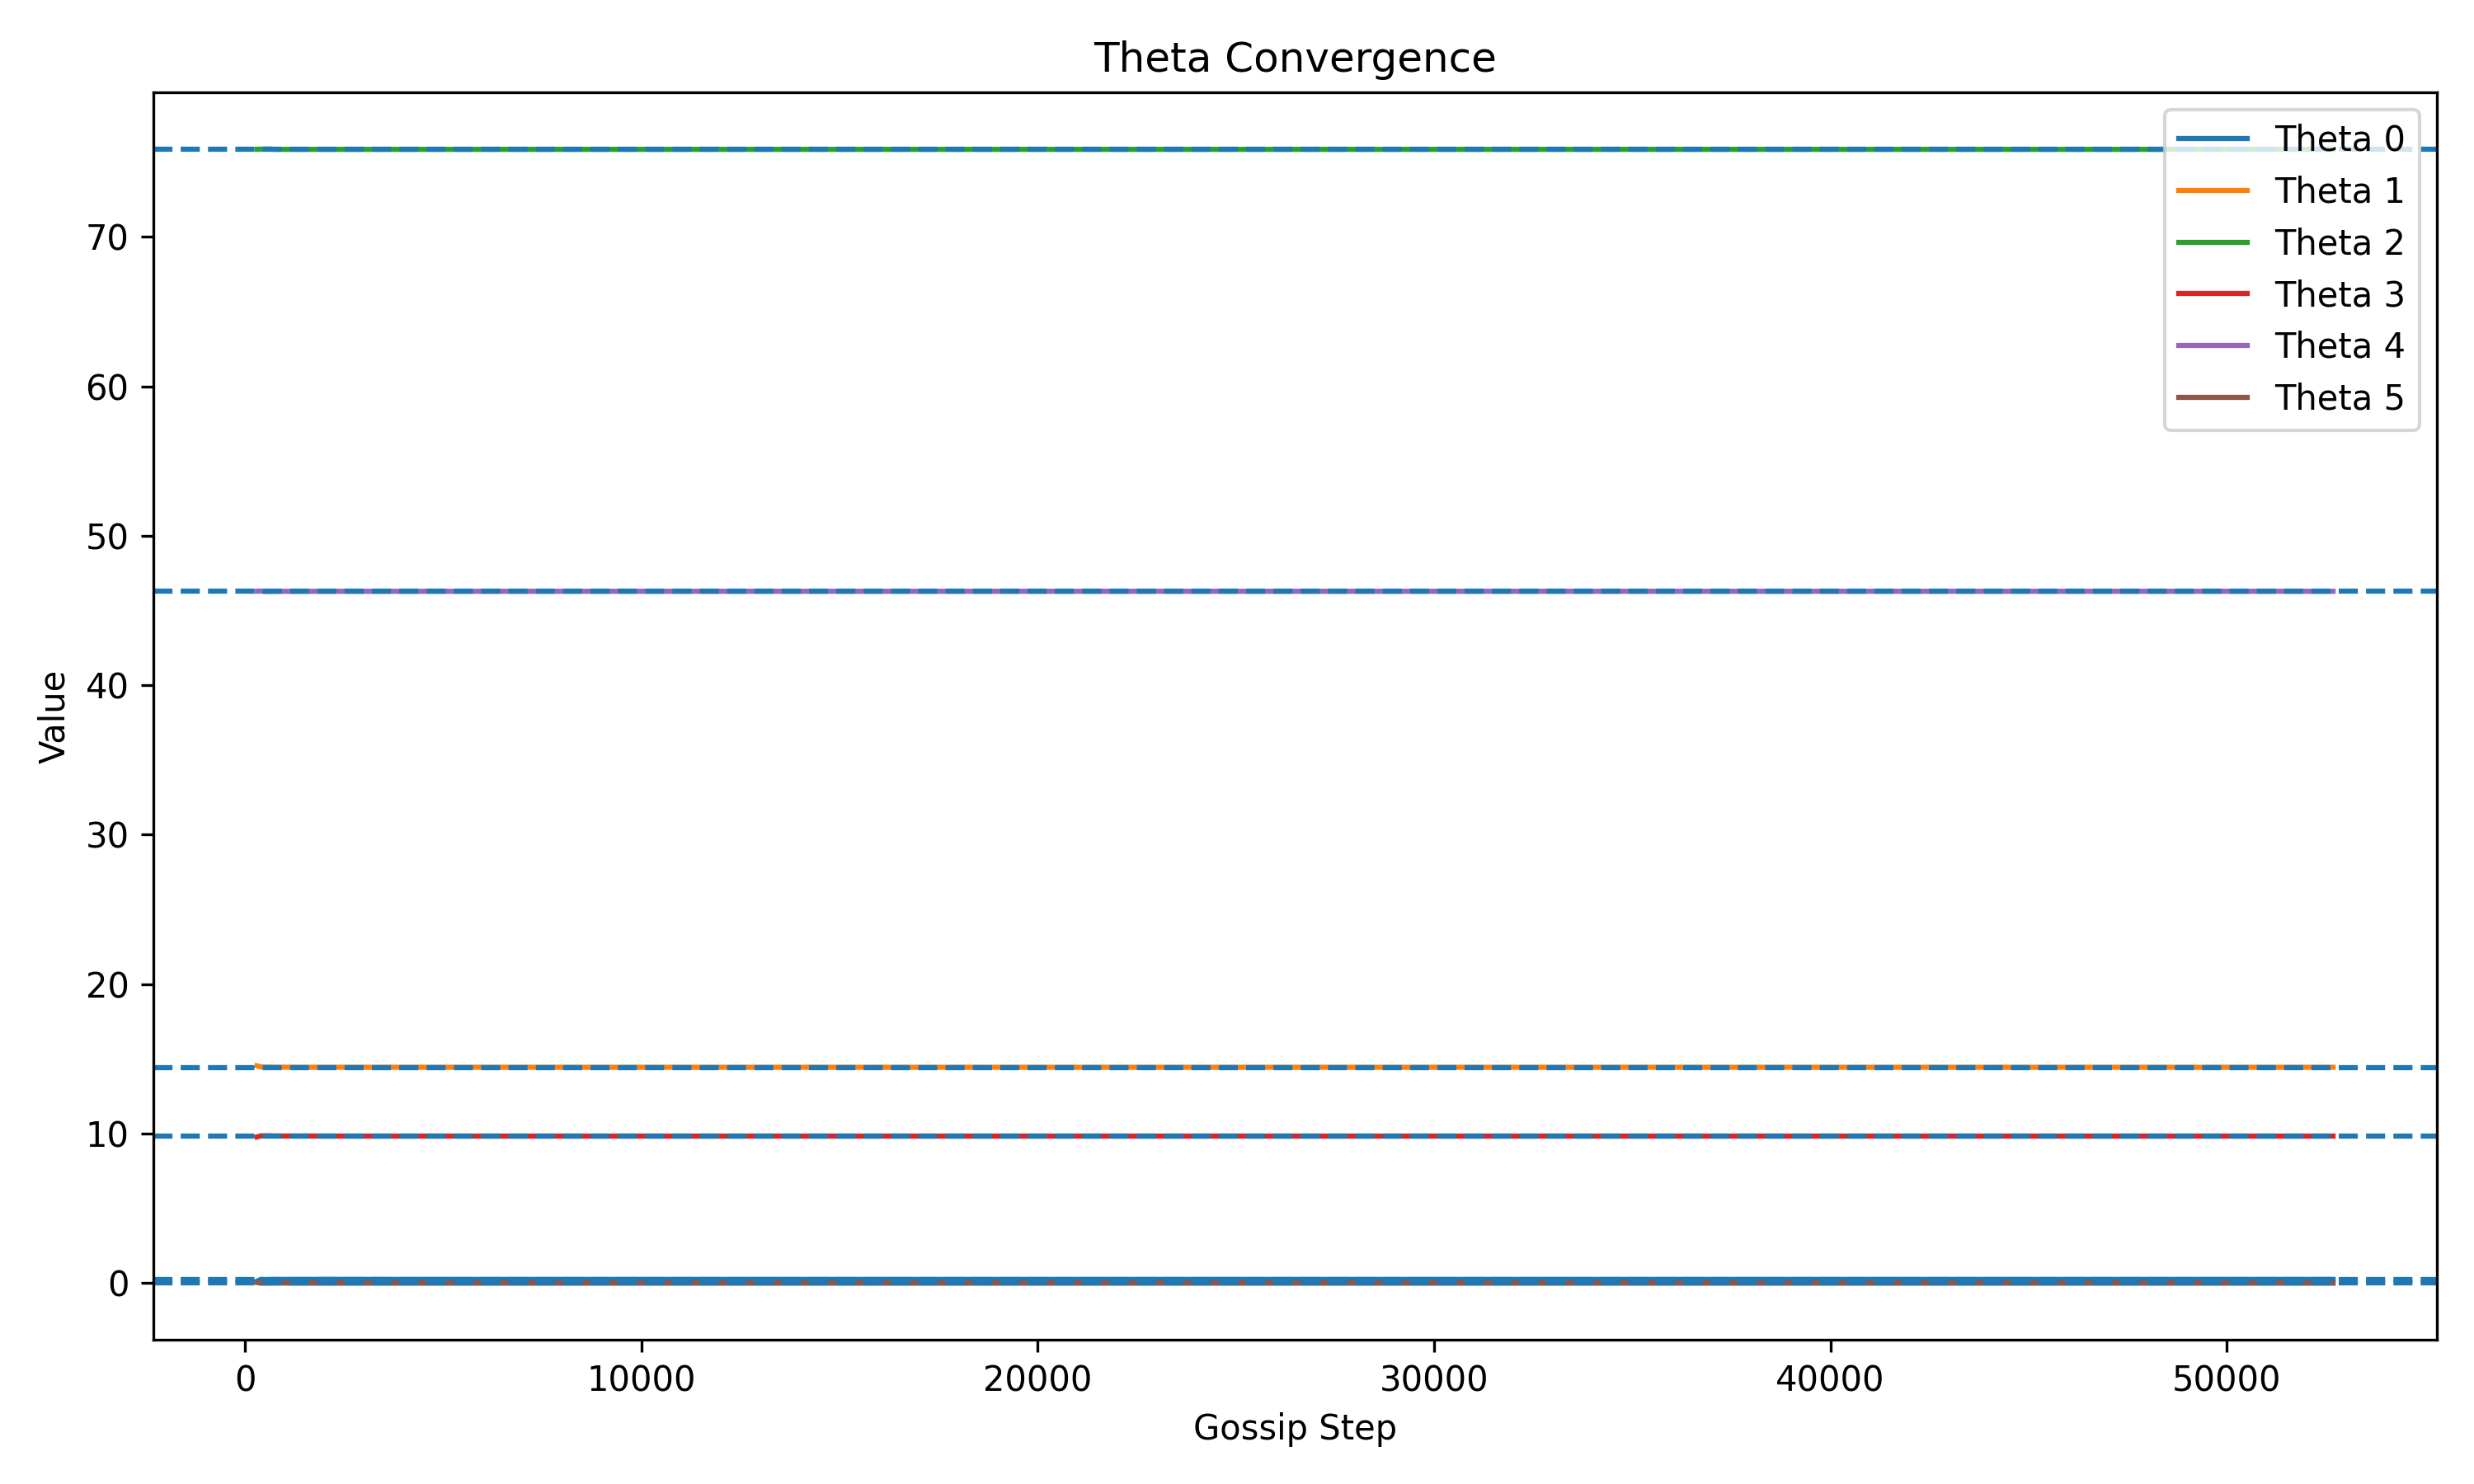 Theta Convergence
Theta 0
Theta 1
Theta 2
Theta 3
Theta 4
Theta 5
Value
70
60
50
40
30
20
10
0
0 10000 20000 30000 40000 50000
Gossip Step